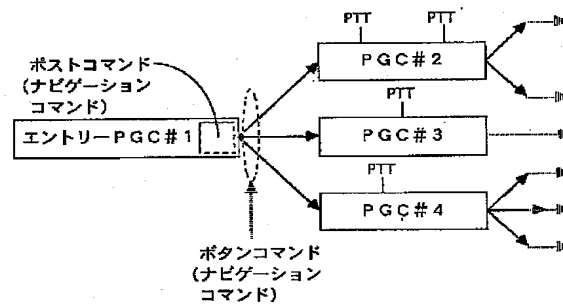 PTT PTT
ポストコマンド
(ナビゲーション
コマンド)
PGC#2
エントリーPGC#1
PTT
PGC#3
PTT
PGC#4
ボタンコマンド
(ナビゲーション
コマンド)